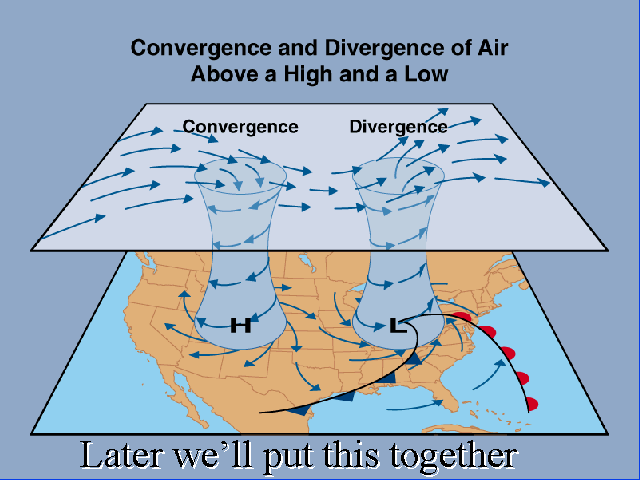 Convergence and Divergence of Air
Above a High and a Low
Convergence Divergence
H L
Later we'll put this together